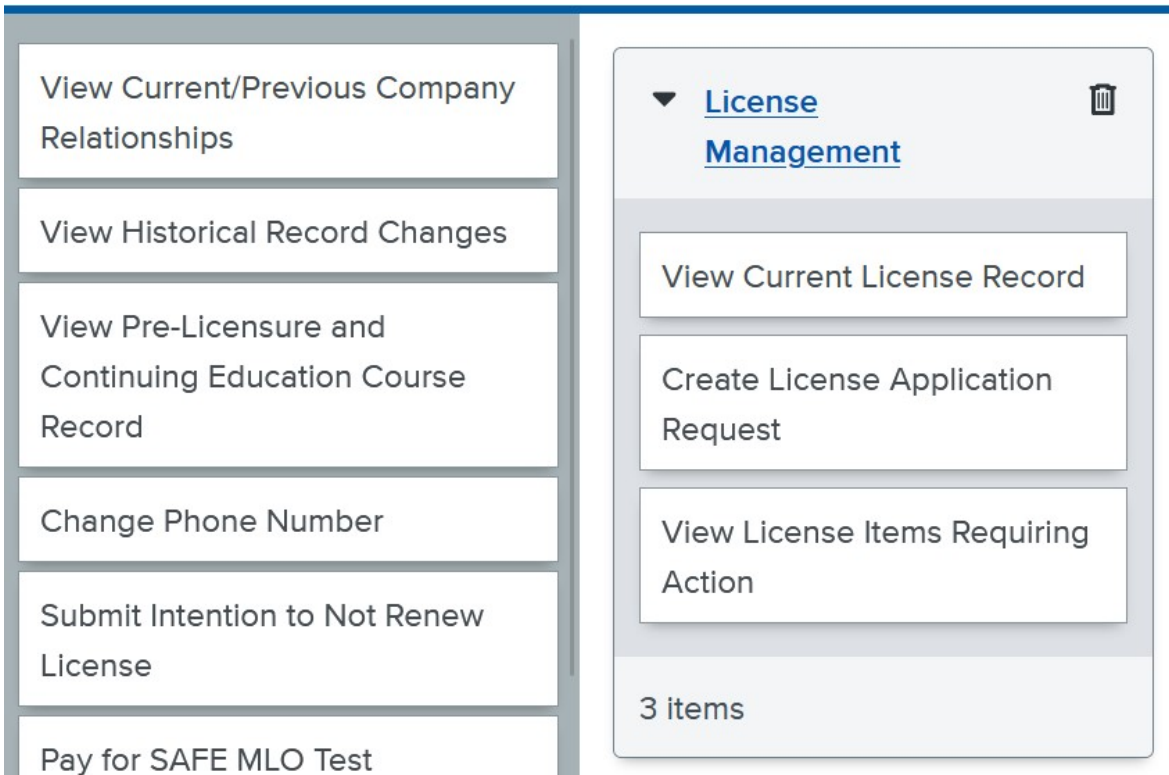 View Current/Previous Company
Relationships
View Historical Record Changes
View Pre-Licensure and
Continuing Education Course
Record
Change Phone Number
Submit Intention to Not Renew
License
Pay for SAFE MLO Test
License
Management
View Current License Record
Create License Application
Request
View License Items Requiring
Action
3 items